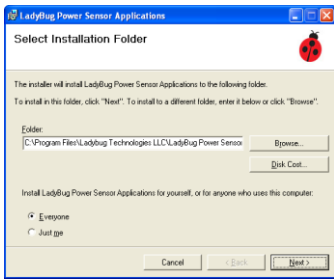 LadyBug Power Sensor Applications
Select Installation Folder
The installer will install LadyBug Power Sensor Applications to the following folder.
To install in this folder, click "Next". To install to a different folder, enter it below or click "Browse".
Folder:
C:\Program Files\Ladybug Technologies LLC\LadyBug Power Sensor
Browse...
Disk Cost...
Install LadyBug Power Sensor Applications for yourself, or for anyone who uses this computer:
Everyone
Just me
Cancel
< Back
Next >